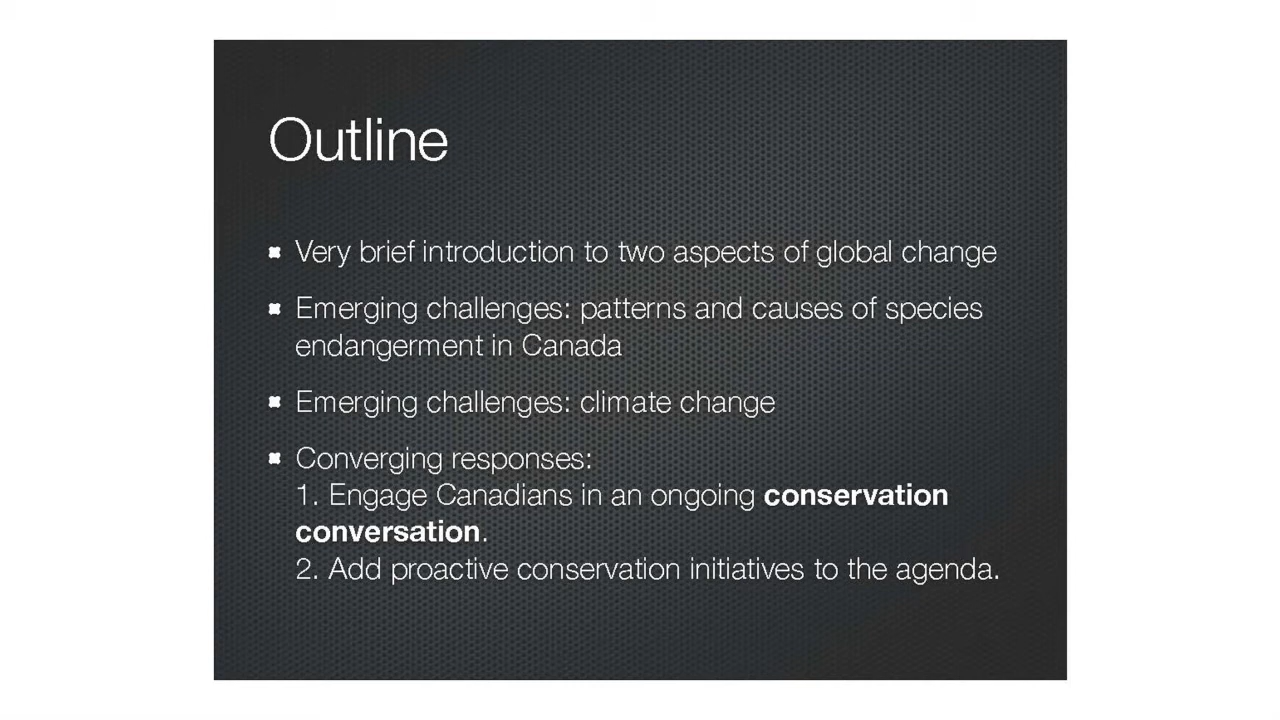 Outline
Very brief introduction to two aspects of global change
Emerging challenges: patterns and causes of species
endangerment in Canada
Emerging challenges: climate change
Converging responses:
1. Engage Canadians in an ongoing conservation
conversation.
2. Add proactive conservation initiatives to the agenda.